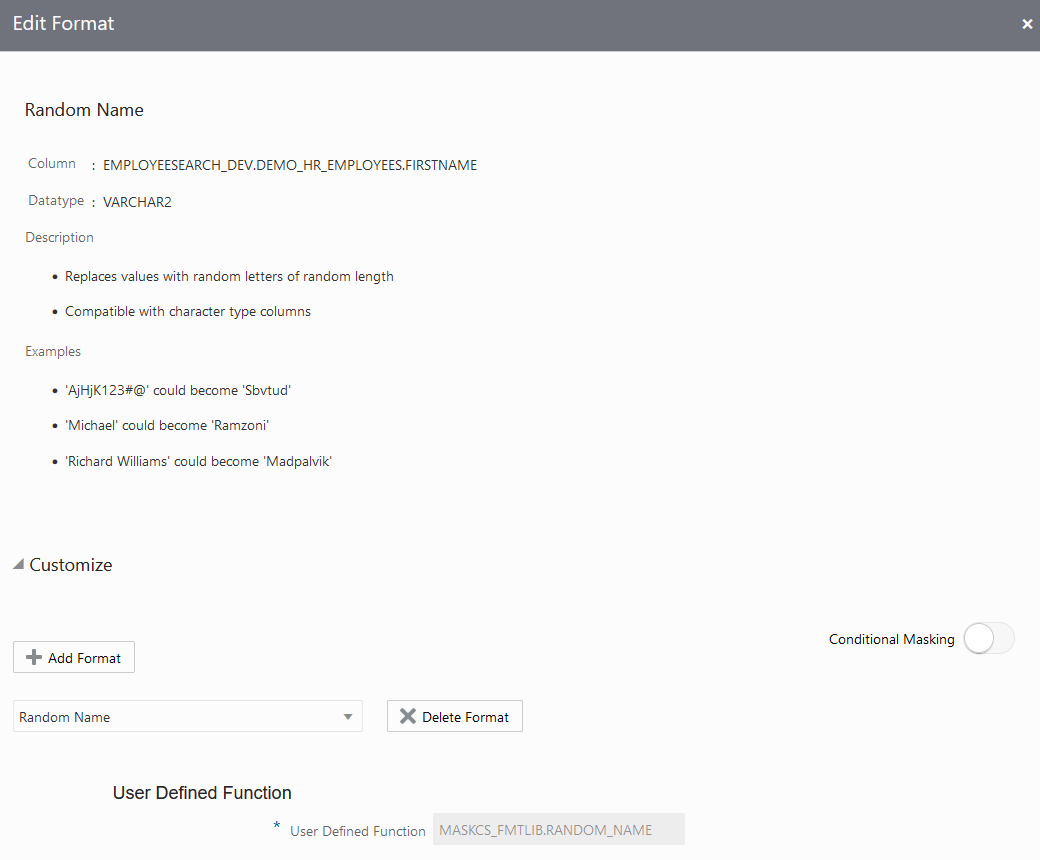 Edit Format
×
Random Name
Column : EMPLOYEESEARCH_DEV.DEMO_HR_EMPLOYEES.FIRSTNAME
Datatype : VARCHAR2
Description
• Replaces values with random letters of random length
• Compatible with character type columns
Examples
• 'AjHjK123#@' could become 'Sbvtud'
• 'Michael' could become 'Ramzoni'
• 'Richard Williams' could become 'Madpalvik'
Customize
Conditional Masking
Add Format
Random Name
Delete Format
User Defined Function
* User Defined Function MASKCS_FMTLIB.RANDOM_NAME